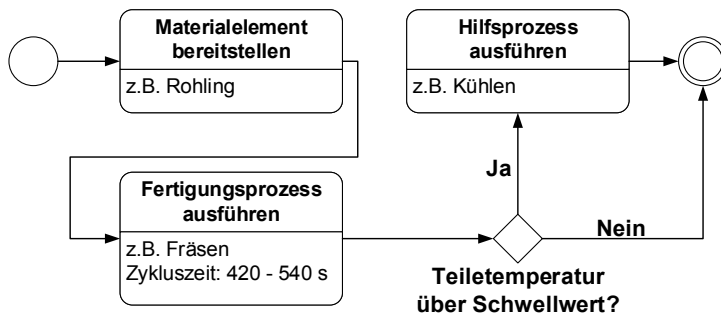 Materialelement
bereitstellen
z.B. Rohling
Hilfsprozess
ausführen
z.B. Kühlen
Fertigungsprozess
ausführen
z.B. Fräsen
Zykluszeit: 420 - 540 s
Ja
Nein
Teiletemperatur
über Schwellwert?